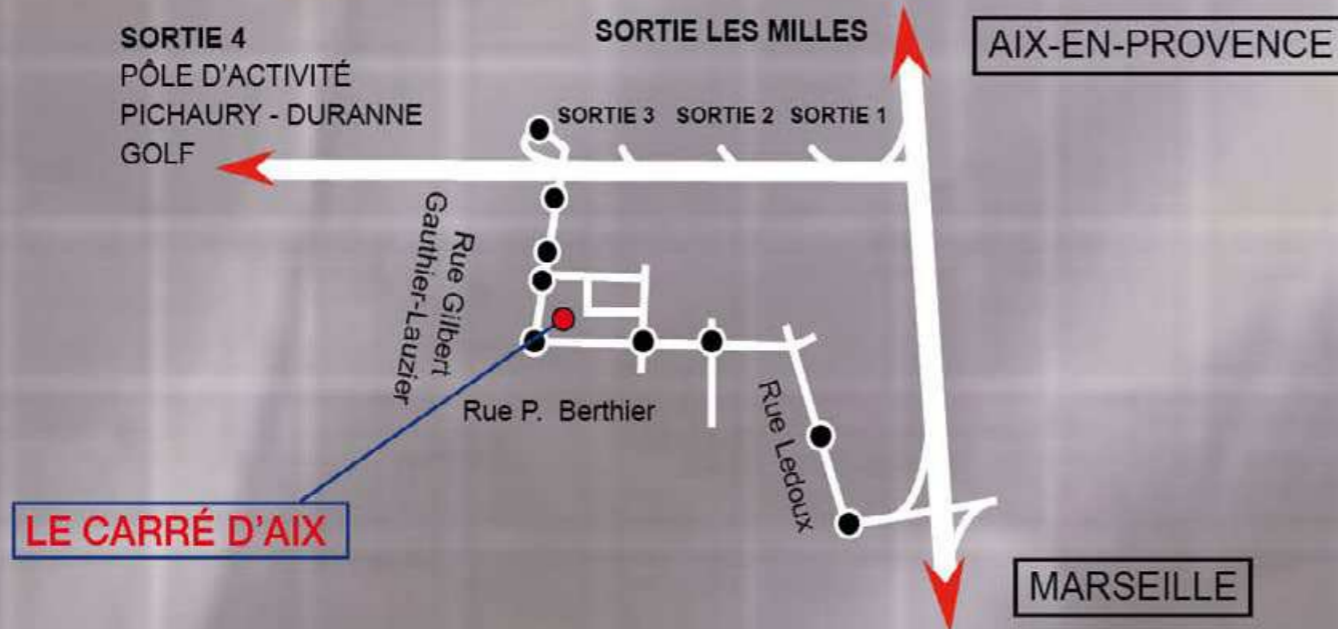 SORTIE 4
PÔLE D'ACTIVITÉ
PICHAURY - DURANNE
GOLF
SORTIE LES MILLES
AIX-EN-PROVENCE
SORTIE 3
SORTIE 2
SORTIE 1
Rue Gilbert
Gauthier-Lauzier
Rue P. Berthier
Rue Ledoux
LE CARRÉ D'AIX
MARSEILLE